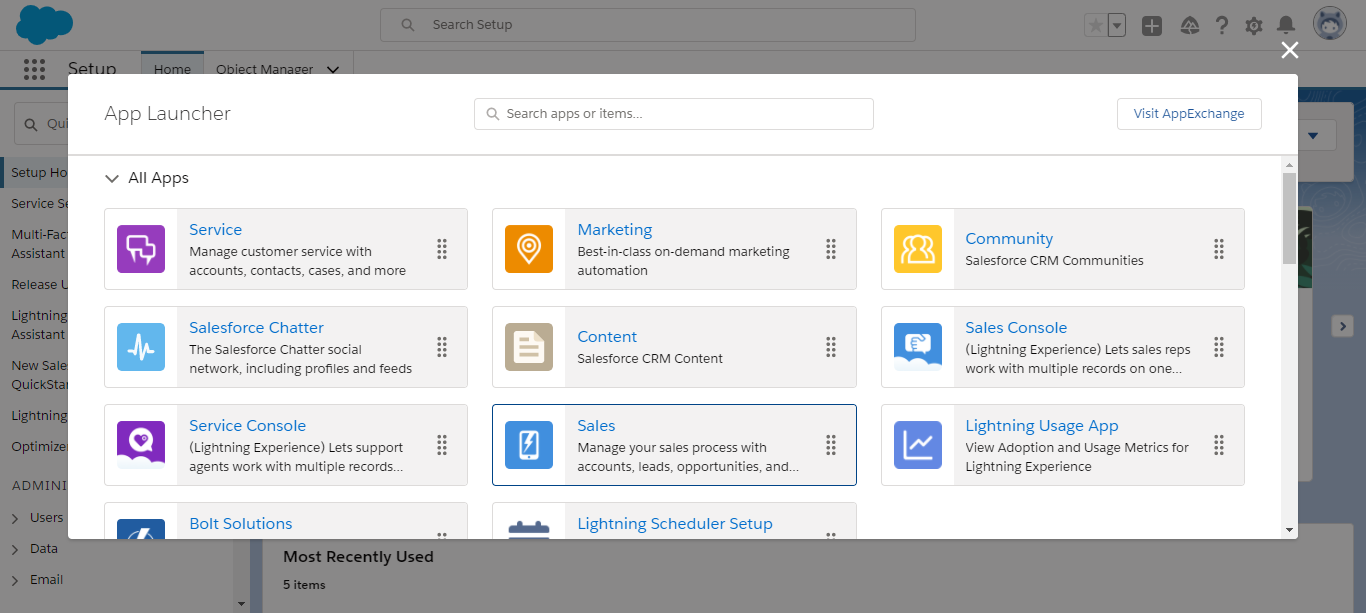 Search Setup
Setup
Home
Object Manager
App Launcher
Search apps or items...
Visit AppExchange
All Apps
Service
Manage customer service with
accounts, contacts, cases, and more
Marketing
Best-in-class on-demand marketing
automation
Community
Salesforce CRM Communities
Salesforce Chatter
The Salesforce Chatter social
network, including profiles and feeds
Content
Salesforce CRM Content
Sales Console
(Lightning Experience) Lets sales reps
work with multiple records on one...
Service Console
(Lightning Experience) Lets support
agents work with multiple records...
Sales
Manage your sales process with
accounts, leads, opportunities, and...
Lightning Usage App
View Adoption and Usage Metrics for
Lightning Experience
Bolt Solutions
Lightning Scheduler Setup
Qui
Setup Ho
Service Se
Multi-Fac
Assistant
Release U
Lightning
Assistant
New Sale
QuickStar
Lightning
Optimize
ADMINI
Users
Data
Email
Most Recently Used
5 items